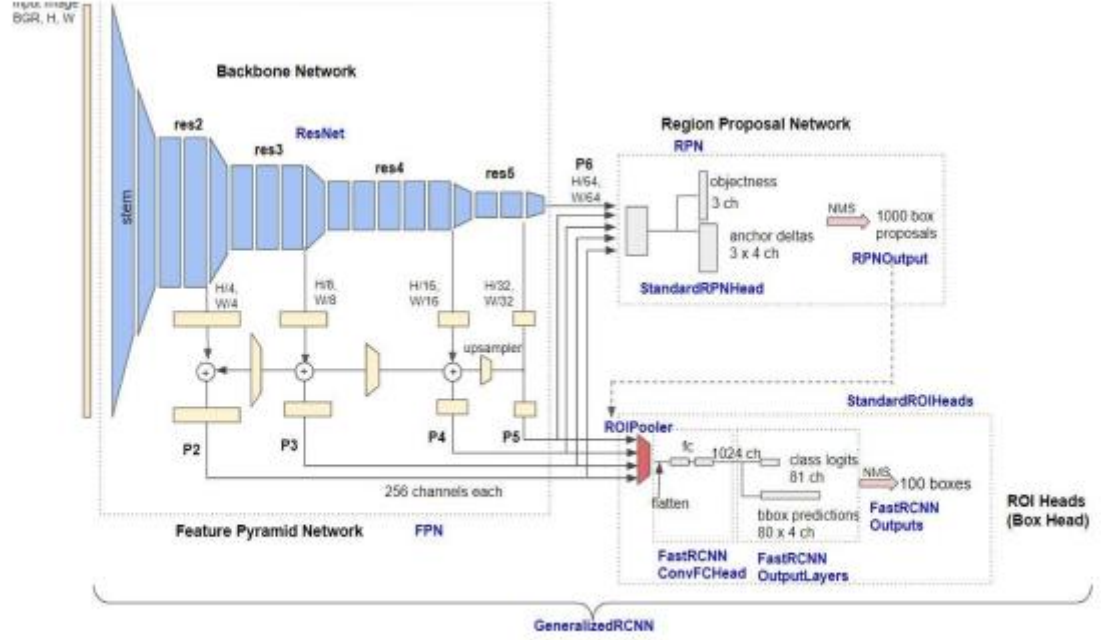 Input image
BGR, H, W
Backbone Network
res2
ResNet
res3
res4
res5
stem
P6
H/64,
W/64
Region Proposal Network
RPN
objectness
3 ch
anchor deltas
3 x 4 ch
NMS
1000 box
proposals
RPNOutput
StandardRPNHead
H/4,
W/4
H/8,
W/8
H/15,
W/16
H/32,
W/32
upsampler
P2
P3
P4
P5
256 channels each
Feature Pyramid Network
FPN
StandardROIHeads
ROIPooler
fc
1024 ch
flatten
class logits
81 ch
bbox predictions
80 x 4 ch
NMS
100 boxes
FastRCNN
Outputs
FastRCNN
ConvFCHead
FastRCNN
OutputLayers
ROI Heads
(Box Head)
GeneralizedRCNN